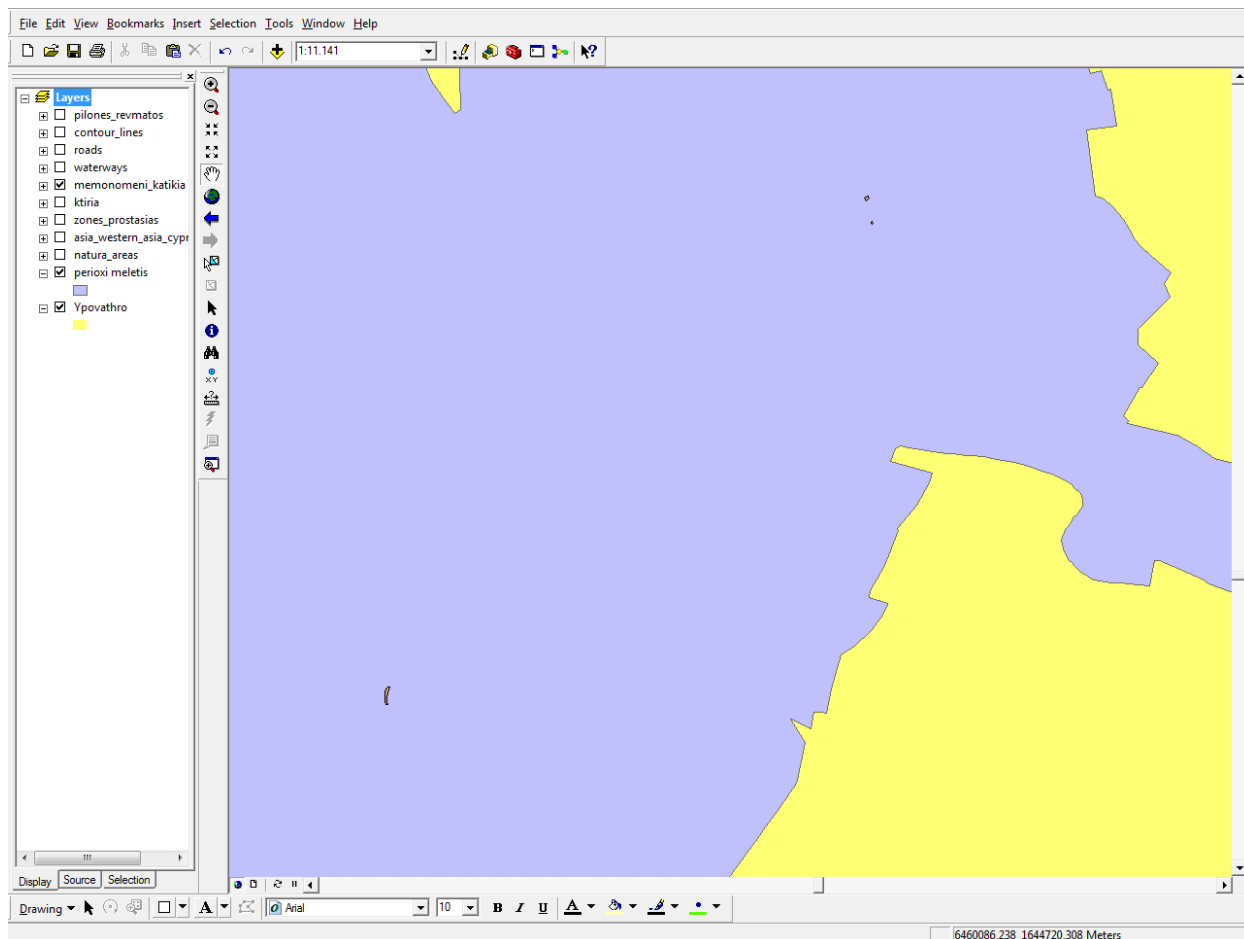 File Edit View Bookmarks Insert Selection Tools Window Help
1:11.141
Layers
pilones_revmatos
contour_lines
roads
waterways
memonomeni_katikia
ktiria
zones_prostasias
asia_western_asia_cypr
natura_areas
perioxi meletis
Ypovathro
XY
Display Source Selection
Drawing A Arial 10 B I U A
6460086.238 1644720.308 Meters